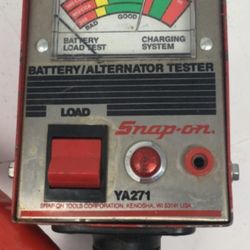 BAD
GOOD
BATTERY LOAD TEST
CHARGING SYSTEM
BATTERY/ALTERNATOR TESTER
LOAD
Snap-on
YA271
SNAP-ON TOOLS CORPORATION, KENOSHA, WI 53141 U.S.A.